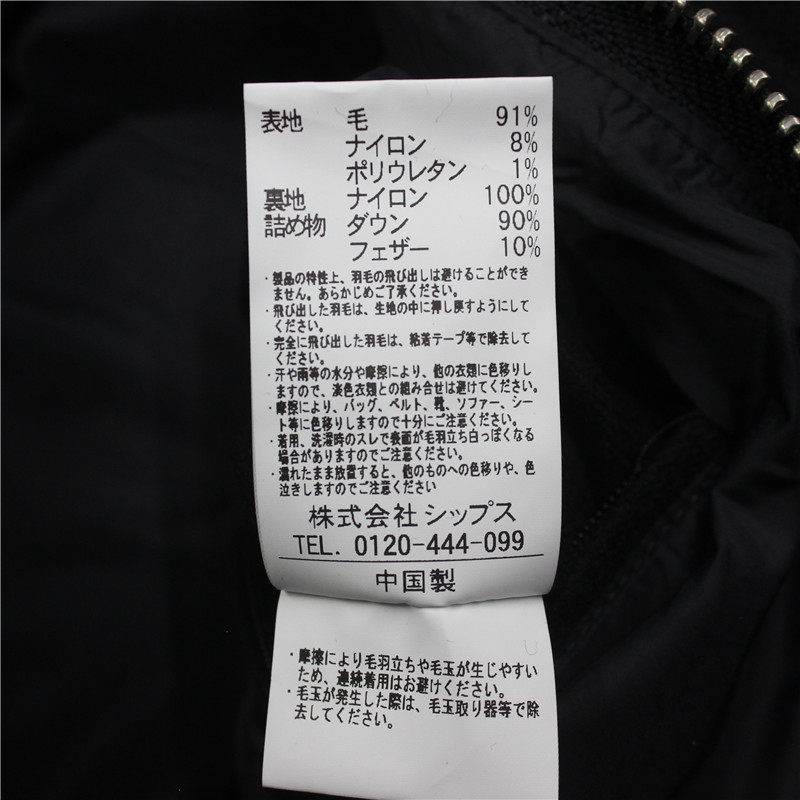 表地 毛 91%
ナイロン 8%
ポリウレタン 1%
裏地 ナイロン 100%
詰め物 ダウン 90%
フェザー 10%
・製品の特性上、羽毛の飛び出しは避けることができ
ません。あらかじめご了承ください。
・飛び出した羽毛は、生地の中に押し戻すようにして
ください。
・完全に飛び出した羽毛は、粘着テープ等で除去して
ください。
・汗や雨等の水分や摩擦により、他の衣類に色移りし
ますので、淡色衣類との組み合せは避けてください。
・摩擦により、バッグ、ベルト、靴、ソファー、シー
ト等に色移りしますので十分にご注意ください。
・着用、洗濯時のスレで表面が毛羽立ち白っぽくなる
場合がありますのでご注意ください。
・濡れたまま放置すると、他のものへの色移りや、色
泣きしますのでご注意ください
株式会社 シップス
TEL. 0120-444-099
中国製
・摩擦により毛羽立ちや毛玉が生じやすい
ため、連続着用はお避けください。
・毛玉が発生した際は、毛玉取り器等で除
去してください。